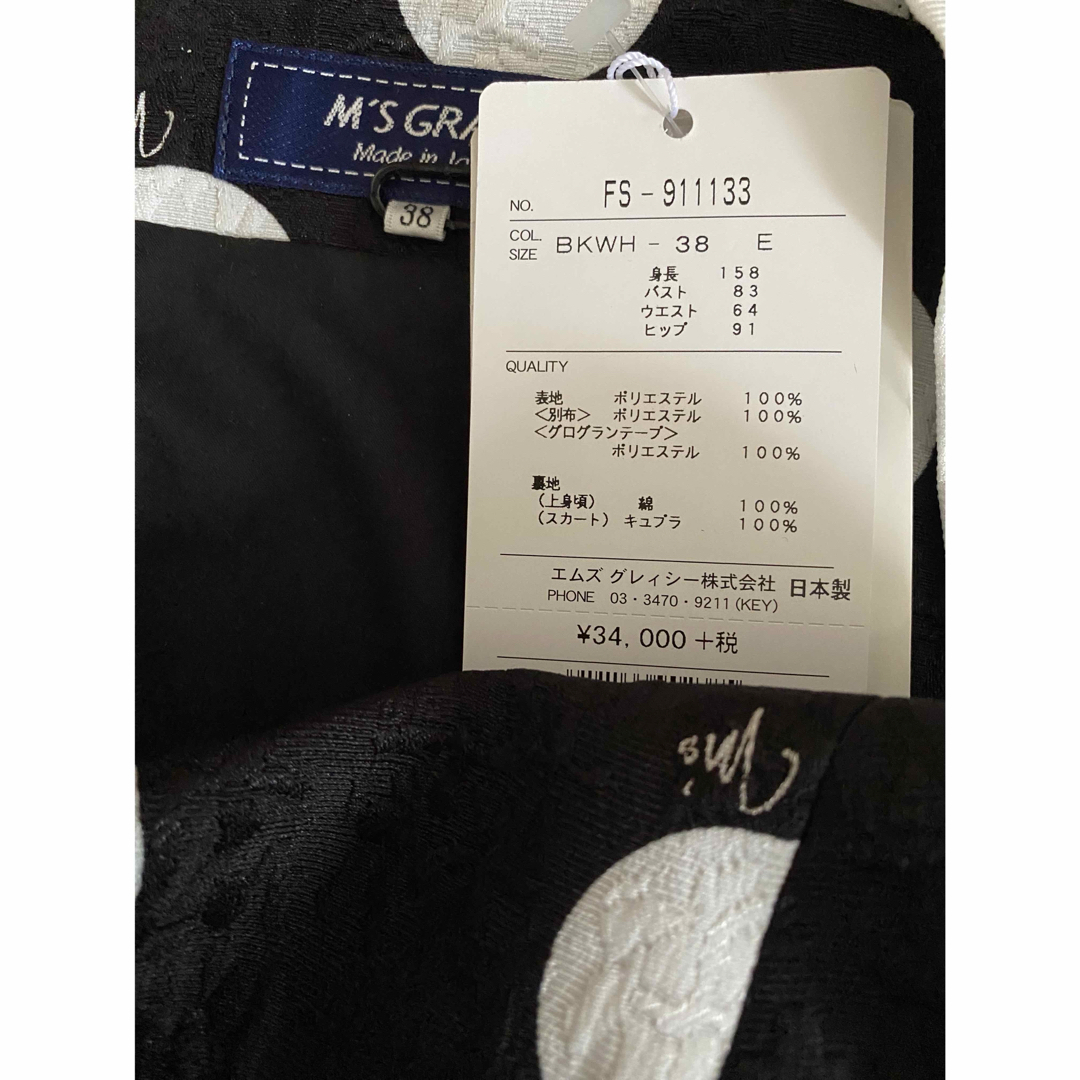 M'S GRA
Made in
38
NO. FS-911133
COL. SIZE BKWH - 38 E
身長 158
バスト 83
ウエスト 64
ヒップ 91
QUALITY
表地 ポリエステル 100%
<別布> ポリエステル 100%
<グログランテープ>
ポリエステル 100%
裏地
(上身頃) 綿 100%
(スカート) キュプラ 100%
エムズ グレィシー株式会社 日本製
PHONE 03・3470・9211(KEY)
¥34,000+税